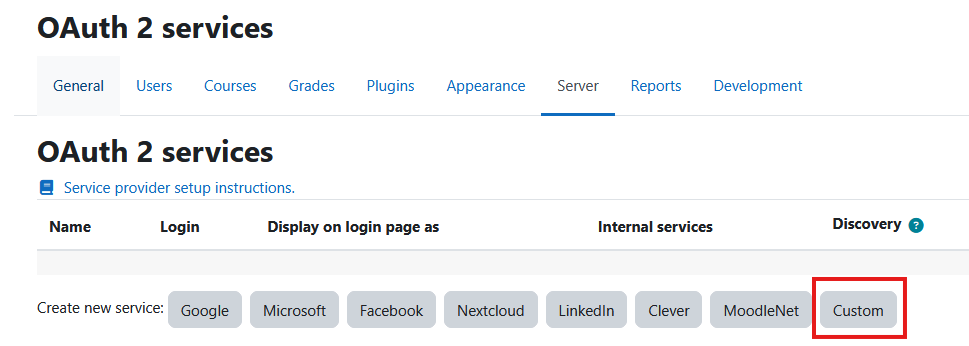 OAuth 2 services
General Users Courses Grades Plugins Appearance Server Reports Development
OAuth 2 services
Service provider setup instructions.
Name Login Display on login page as Internal services Discovery ?
Create new service: Google Microsoft Facebook Nextcloud LinkedIn Clever MoodleNet Custom